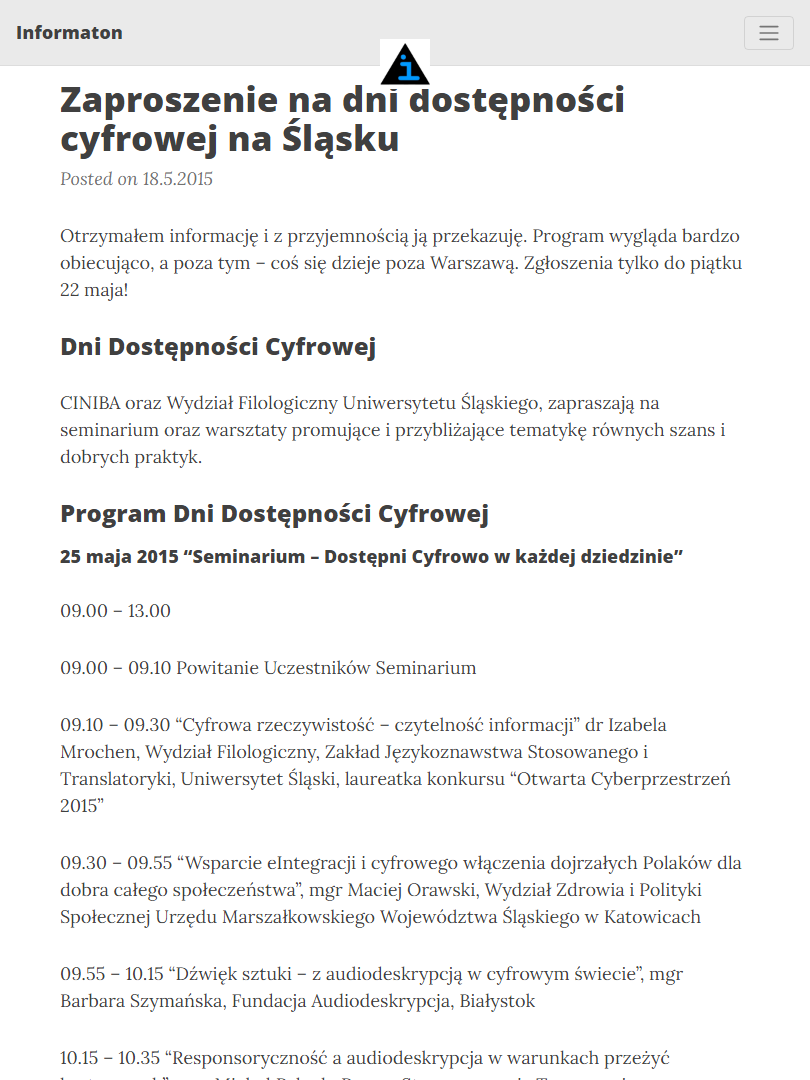 Informaton
Zaproszenie na dni dostępności
cyfrowej na Śląsku
Posted on 18.5.2015
Otrzymałem informację i z przyjemnością ją przekazuję. Program wygląda bardzo
obiecująco, a poza tym – coś się dzieje poza Warszawą. Zgłoszenia tylko do piątku
22 maja!
Dni Dostępności Cyfrowej
CINIBA oraz Wydział Filologiczny Uniwersytetu Śląskiego, zapraszają na
seminarium oraz warsztaty promujące i przybliżające tematykę równych szans i
dobrych praktyk.
Program Dni Dostępności Cyfrowej
25 maja 2015 “Seminarium – Dostępni Cyfrowo w każdej dziedzinie”
09.00 – 13.00
09.00 – 09.10 Powitanie Uczestników Seminarium
09.10 – 09.30 “Cyfrowa rzeczywistość – czytelność informacji” dr Izabela
Mrochen, Wydział Filologiczny, Zakład Językoznawstwa Stosowanego i
Translatoryki, Uniwersytet Śląski, laureatka konkursu “Otwarta Cyberprzestrzeń
2015”
09.30 – 09.55 “Wsparcie eIntegracji i cyfrowego włączenia dojrzałych Polaków dla
dobra całego społeczeństwa”, mgr Maciej Orawski, Wydział Zdrowia i Polityki
Społecznej Urzędu Marszałkowskiego Województwa Śląskiego w Katowicach
09.55 – 10.15 “Dźwięk sztuki – z audiodeskrypcją w cyfrowym świecie”, mgr
Barbara Szymańska, Fundacja Audiodeskrypcja, Białystok
10.15 – 10.35 “Responsoryczność a audiodeskrypcja w warunkach przeżyć